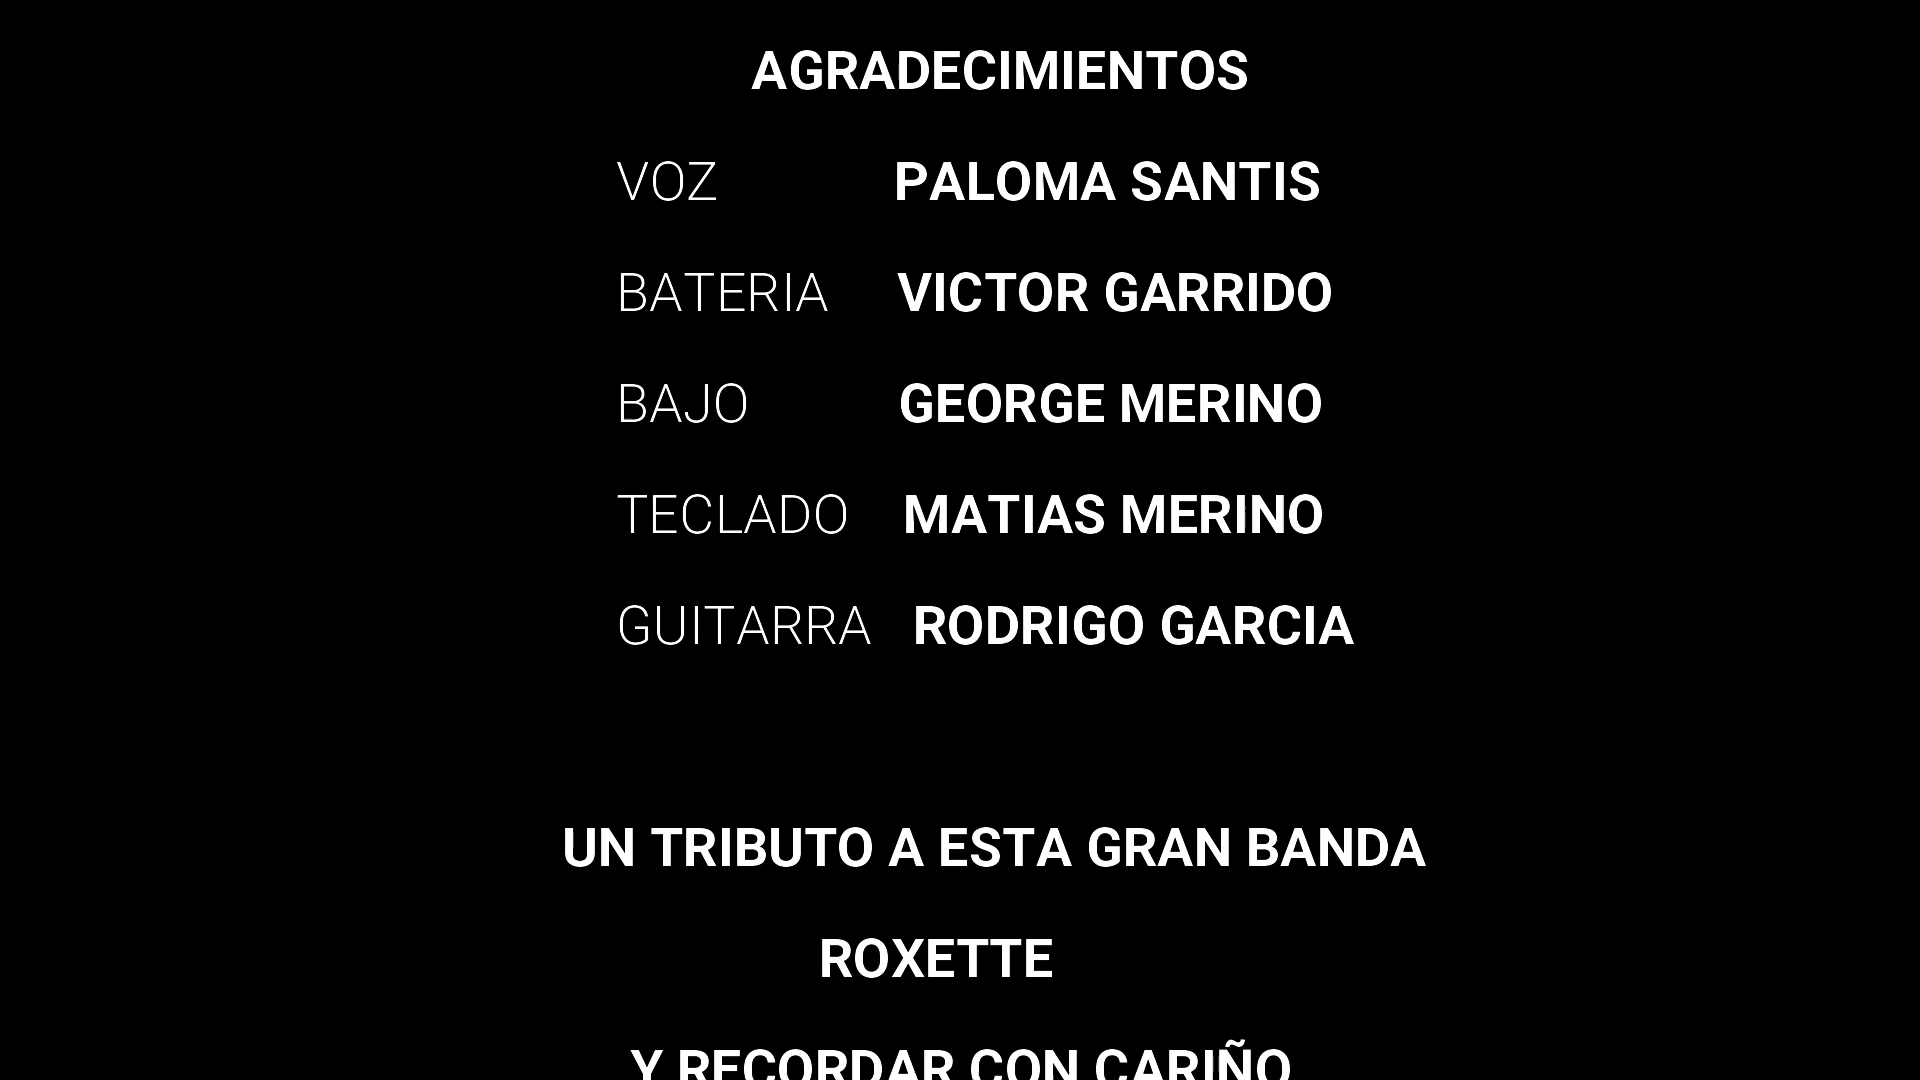 AGRADECIMIENTOS
VOZ PALOMA SANTIS
BATERIA VICTOR GARRIDO
BAJO GEORGE MERINO
TECLADO MATIAS MERINO
GUITARRA RODRIGO GARCIA
UN TRIBUTO A ESTA GRAN BANDA
ROXETTE
Y RECORDAR CON CARIÑO